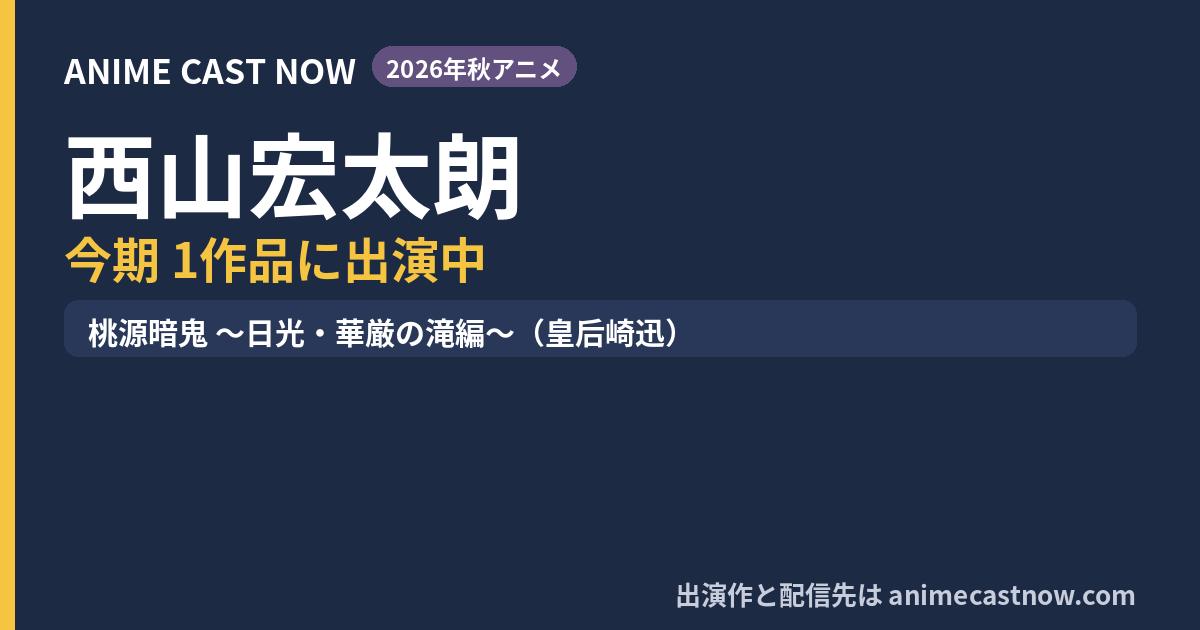 ANIME CAST NOW 2026年秋アニメ
西山宏太朗
今期 1作品に出演中
桃源暗鬼 〜日光・華厳の滝編〜（皇后崎迅）
出演作と配信先は animecastnow.com